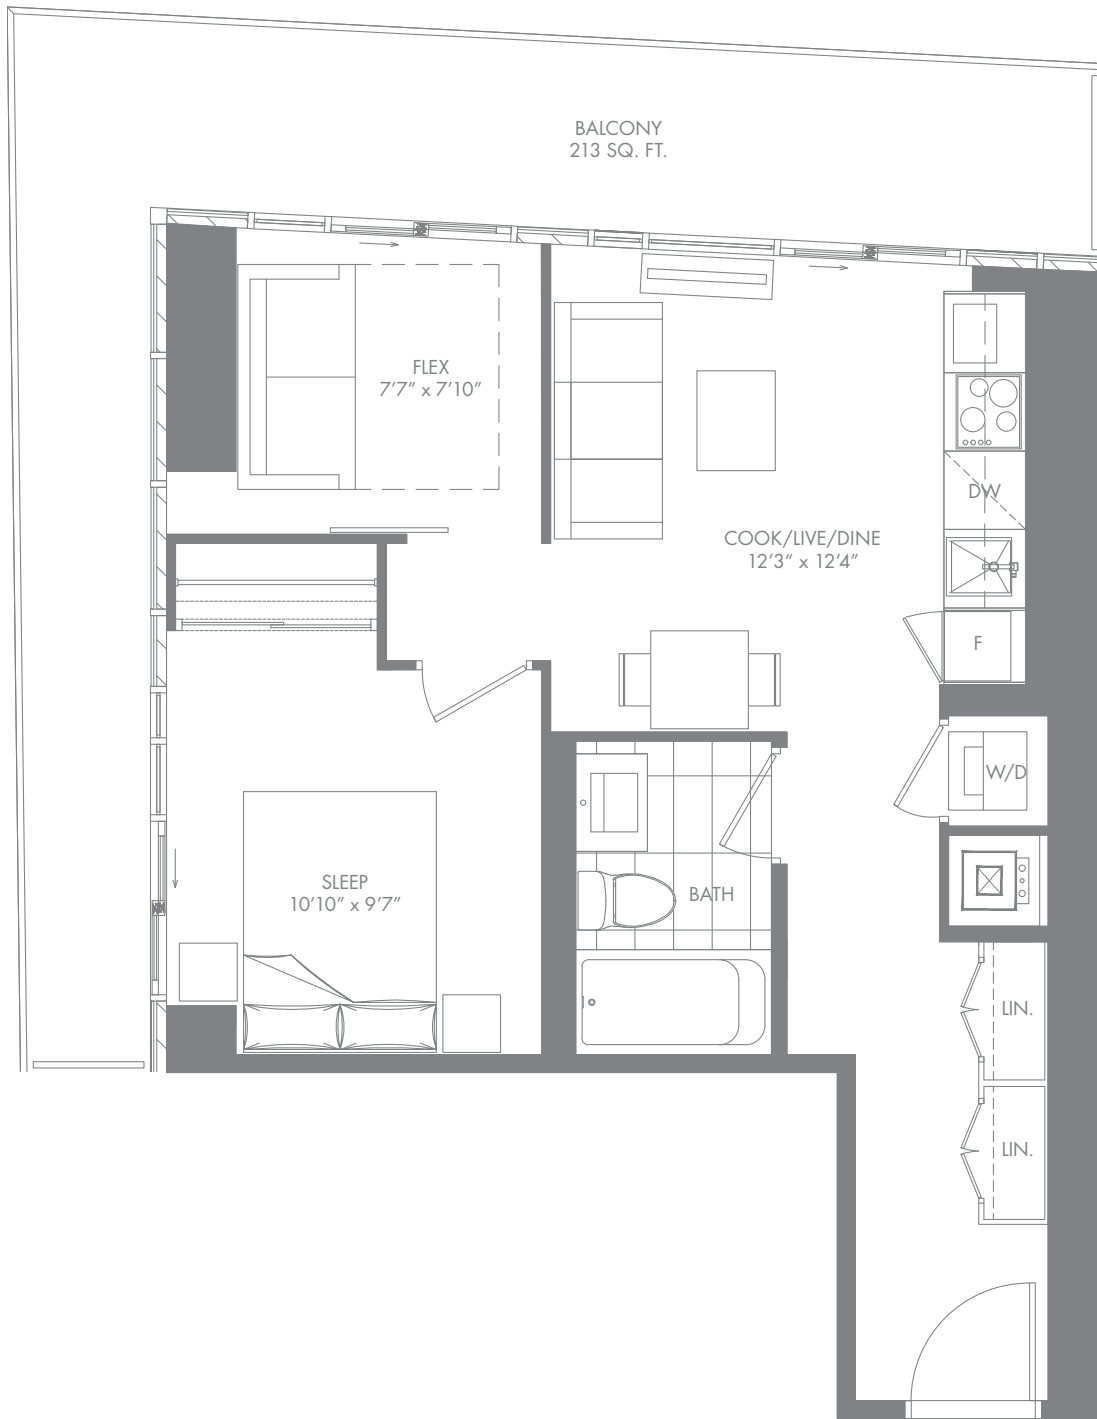 BALCONY
213 SQ. FT.
FLEX
7’7” x 7’10”
DW
COOK/LIVE/DINE
12’3” x 12’4”
F
W/D
SLEEP
10’10” x 9’7”
BATH
LIN.
LIN.